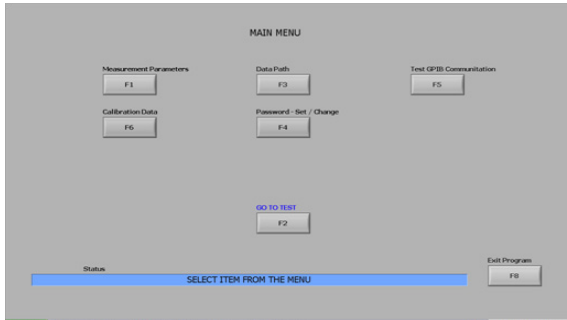 MAIN MENU
Measurement Parameters
F1
Data Path
F3
Test GPIB Communitation
F5
Calibration Data
F6
Password - Set / Change
F4
GO TO TEST
F2
Status
SELECT ITEM FROM THE MENU
Exit Program
F8